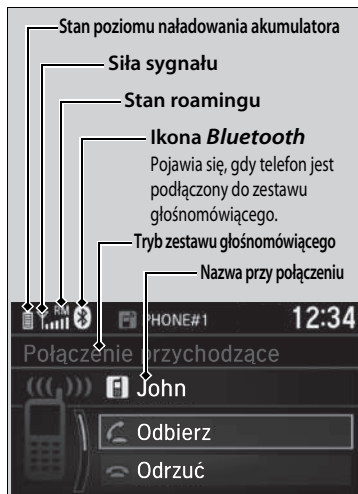 Stan poziomu naładowania akumulatora
Siła sygnału
Stan roamingu
Ikona Bluetooth
Pojawia się, gdy telefon jest
podłączony do zestawu
głośnomówiącego.
Tryb zestawu głośnomówiącego
Nazwa przy połączeniu
RM PHONE#1 12:34
Połączenie przychodzące
John
Odbierz
Odrzuć